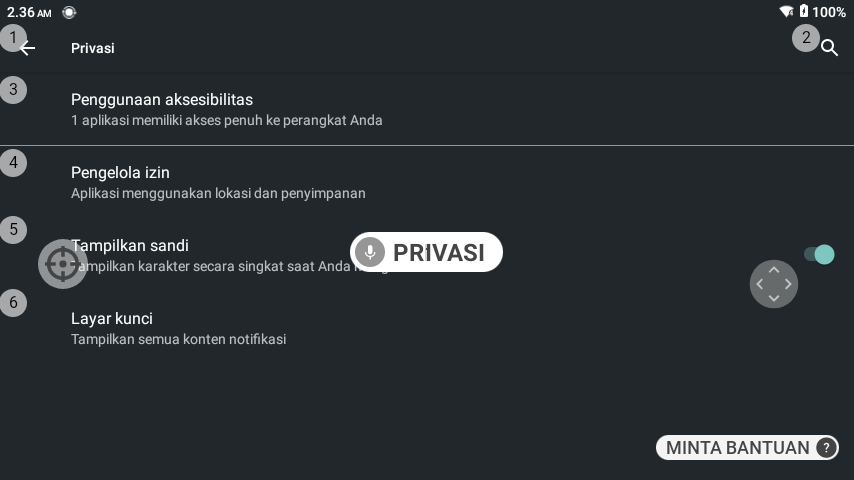 2.36 AM
100%
1
Privasi
2
3
Penggunaan aksesibilitas
1 aplikasi memiliki akses penuh ke perangkat Anda
4
Pengelola izin
Aplikasi menggunakan lokasi dan penyimpanan
5
Tampilkan sandi
Tampilkan karakter secara singkat saat Anda
PRIVASI
6
Layar kunci
Tampilkan semua konten notifikasi
MINTA BANTUAN ?